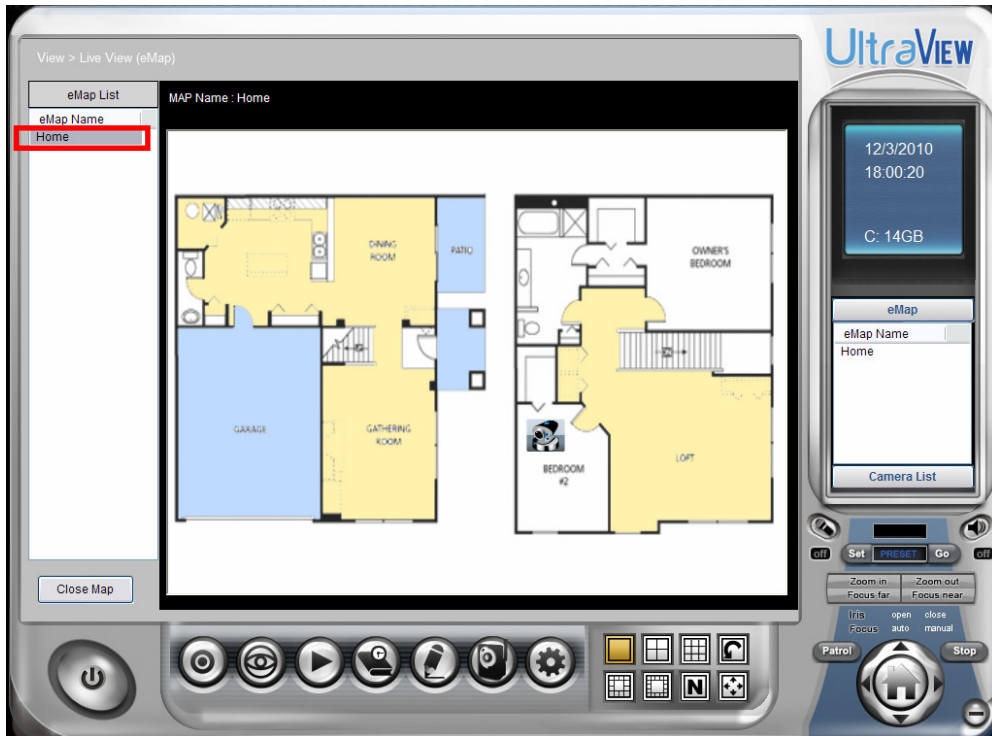 UltraVIEW
View > Live View (eMap)
eMap List
eMap Name
Home
MAP Name : Home
DINING
ROOM
PATIO
GARAGE
GATHERING
ROOM
OWNER'S
BEDROOM
BEDROOM
#2
LOFT
Close Map
12/3/2010
18:00:20
C: 14GB
eMap
eMap Name
Home
Camera List
off Set PRESET Go off
Zoom in Zoom out
Focus far Focus near
Iris open close
Focus auto manual
Patrol Stop
N